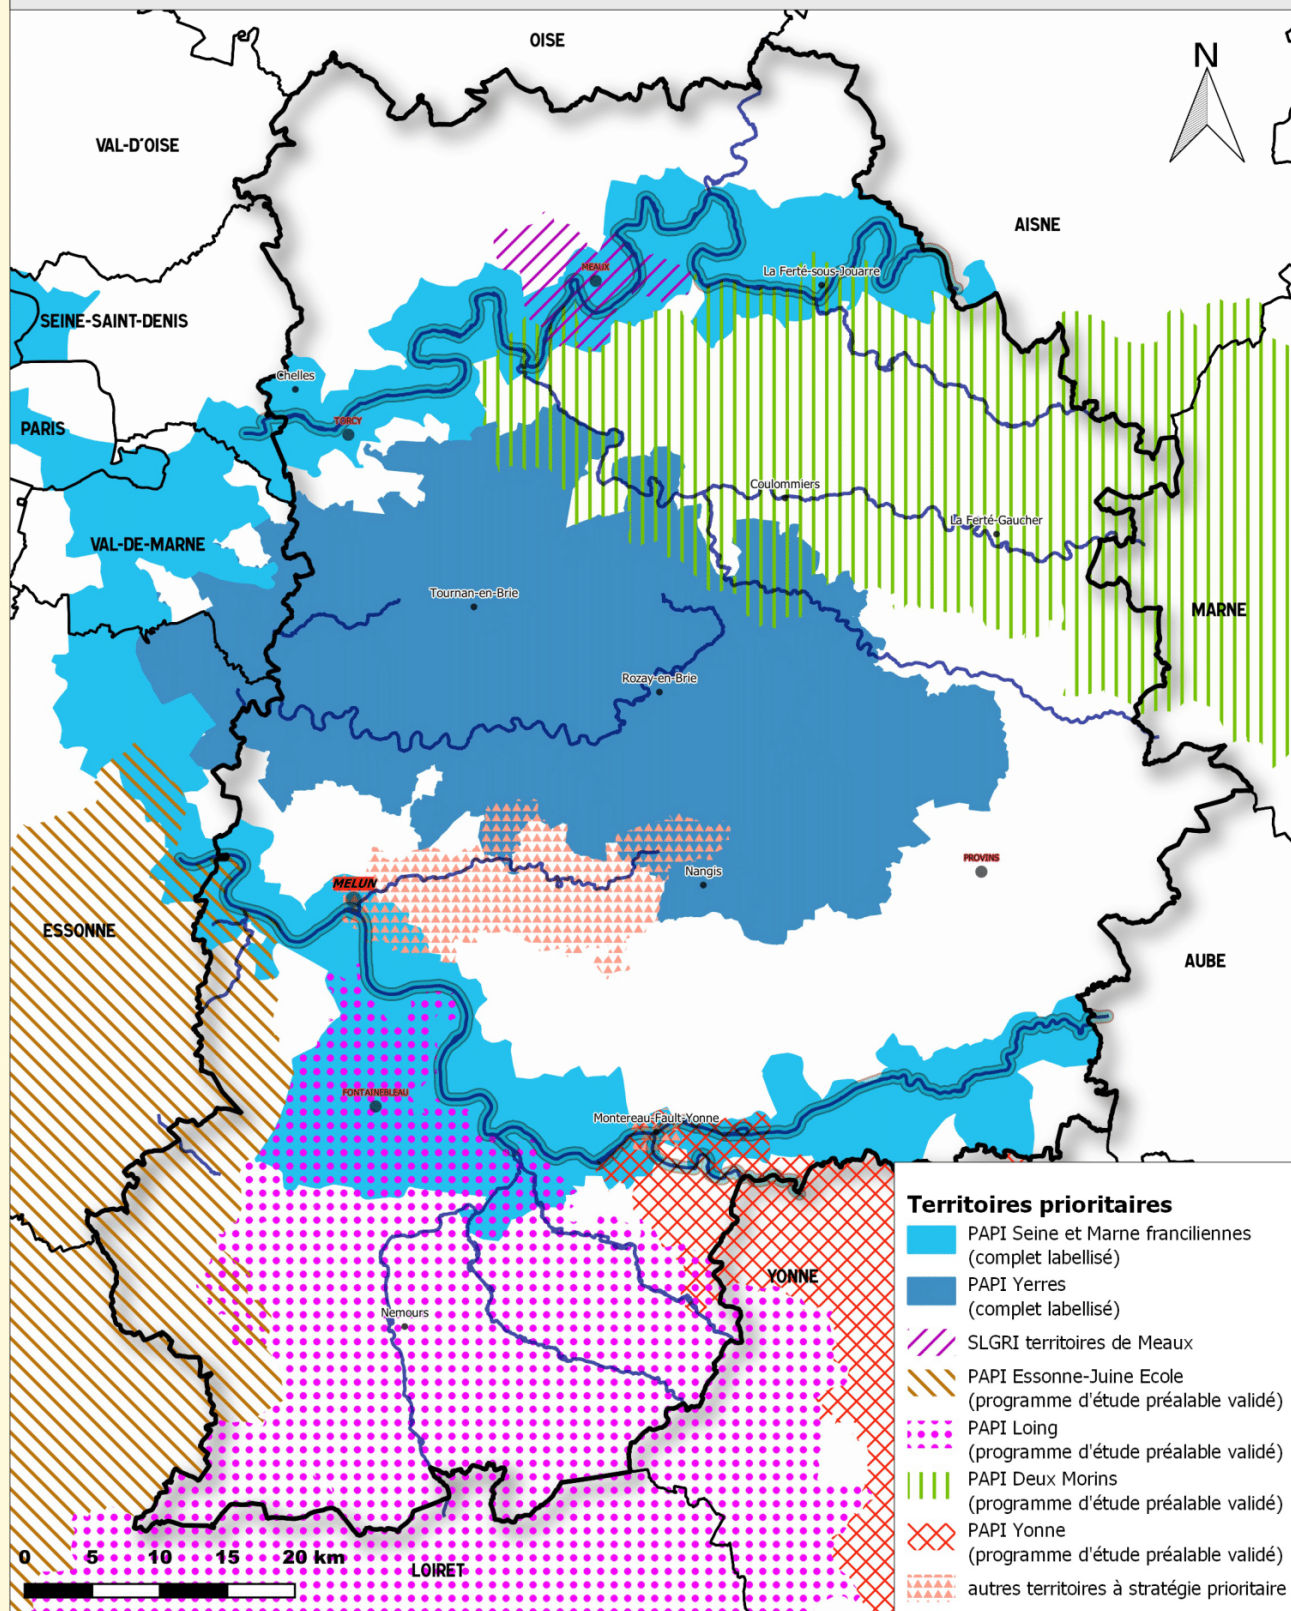 OISE
N
VAL-D'OISE
AISNE
MEAUX
La Ferté-sous-Jouarre
SEINE-SAINT-DENIS
Chelles
TORCY
PARIS
Coulommiers
La Ferté-Gaucher
VAL-DE-MARNE
Tournan-en-Brie
MARNE
Rozay-en-Brie
PROVINS
Nangis
MELUN
ESSONNE
AUBE
FONTAINEBLEAU
Montereau-Fault-Yonne
YONNE
Nemours
Territoires prioritaires
PAPI Seine et Marne franciliennes
(complet labellisé)
PAPI Yerres
(complet labellisé)
SLGRI territoires de Meaux
PAPI Essonne-Juine Ecole
(programme d'étude préalable validé)
PAPI Loing
(programme d'étude préalable validé)
PAPI Deux Morins
(programme d'étude préalable validé)
PAPI Yonne
(programme d'étude préalable validé)
autres territoires à stratégie prioritaire
0 5 10 15 20 km
LOIRET